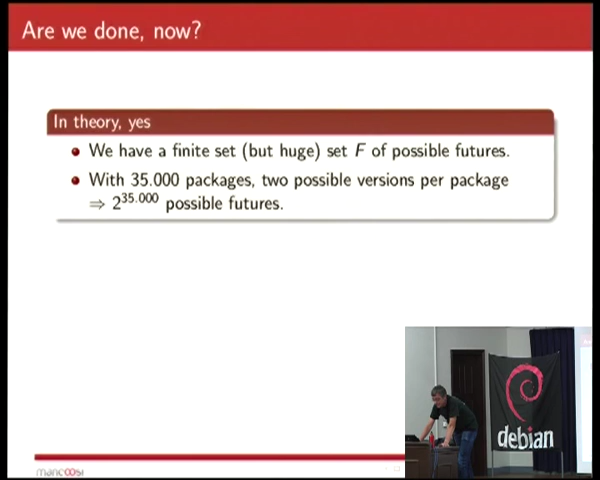 Are we done, now?
In theory, yes
We have a finite set (but huge) set F of possible futures.
With 35.000 packages, two possible versions per package
⇒ 2^35.000 possible futures.
debian
mancoosi